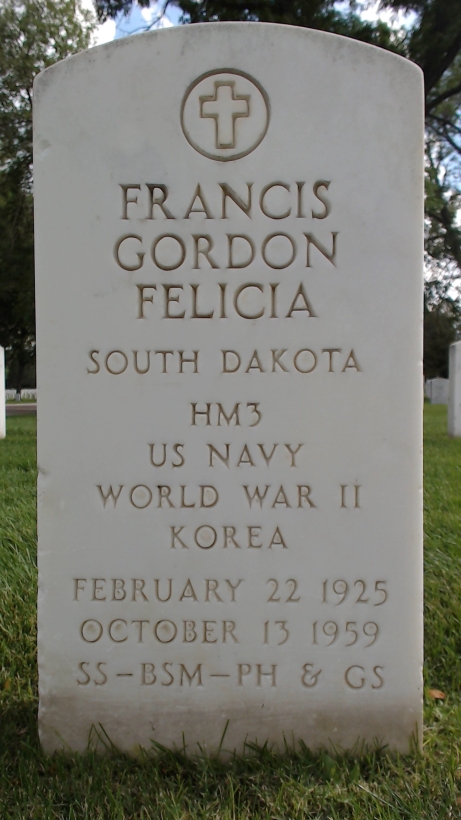 FRANCIS
GORDON
FELICIA
SOUTH DAKOTA
HM3
US NAVY
WORLD WAR II
KOREA
FEBRUARY 22 1925
OCTOBER 13 1959
SS-BSM-PH & GS